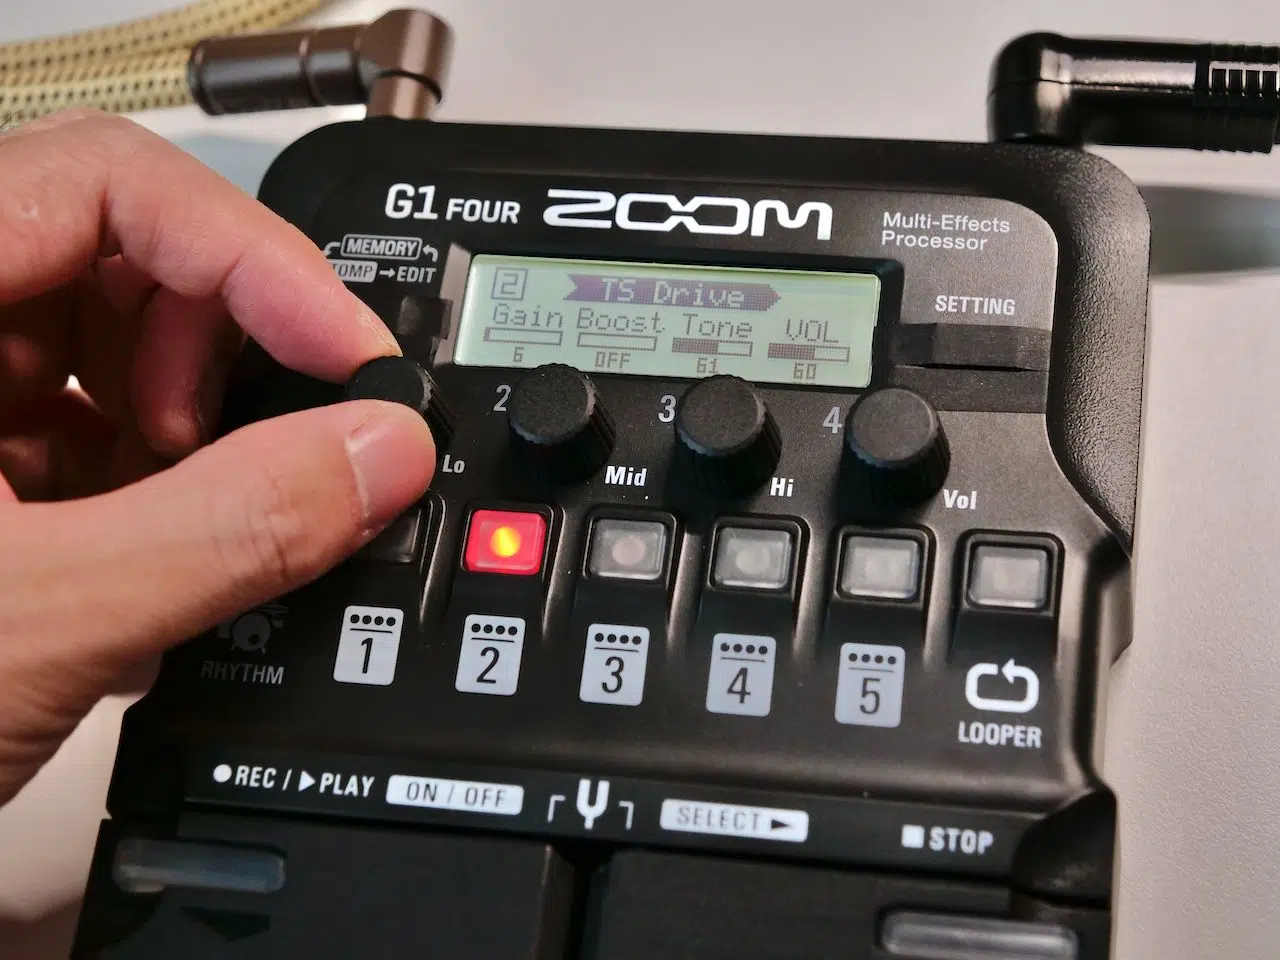 G1 FOUR ZOOM
Multi-Effects
Processor
MEMORY
TOMP → EDIT
SETTING
2 TS Drive
Gain Boost Tone VOL
6 OFF 61 60
2 3 4
Lo Mid Hi Vol
1 2 3 4 5
RHYTHM
LOOPER
REC / PLAY ON / OFF SELECT STOP